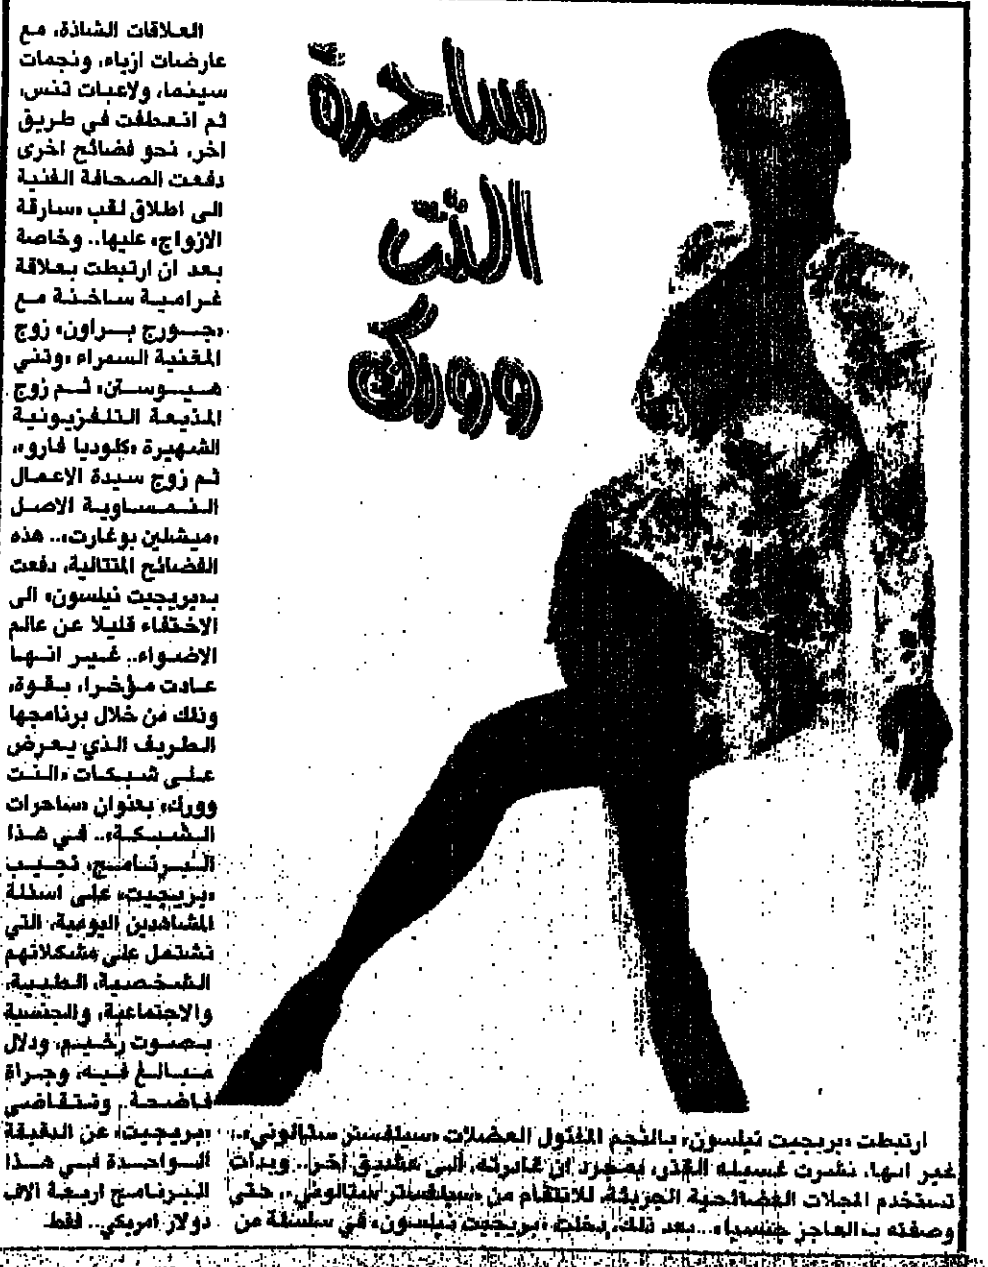 ساحرة
النت
وورك
ارتبطت «بريجيت نيلسون» بالنجم المفتول العضلات «سيلفستر ستالوني»..
غير انها، نشرت غسيله القذر، بمجرد ان غادرته، الى عشيق آخر.. وبدأت
تستخدم المجلات الفضائحية الجريئة، للانتقام من «سيلفستر ستالوني»، حتى
وصفته بـ«العاجز جنسيا»...بعد ذلك، دخلت «بريجيت نيلسون» في سلسلة من
العلاقات الشاذة، مع
عارضات ازياء، ونجمات
سينما، ولاعبات تنس،
ثم انعطفت في طريق
اخر، نحو فضائح اخرى
دفعت الصحافة الفنية
الى اطلاق لقب «سارقة
الازواج» عليها.. وخاصة
بعد ان ارتبطت بعلاقة
غرامية ساخنة مع
«جورج براون» زوج
المغنية السمراء «وتني
هيوستن» ثم زوج
المذيعة التلفزيونية
الشهيرة «كلوديا فارو»،
ثم زوج سيدة الاعمال
النمساوية الاصل
«ميشلين بوغارت».. هذه
الفضائح المتتالية، دفعت
بـ«بريجيت نيلسون» الى
الاختفاء قليلا عن عالم
الاضواء.. غير انها
عادت مؤخرا، بقوة،
وذلك من خلال برنامجها
الطريف الذي يعرض
على شبكات «النت
وورك» بعنوان «ساحرات
الشبكة».. في هذا
البرنامج، تجيب
«بريجيت» على اسئلة
المشاهدين اليومية، التي
تشتمل على مشكلاتهم
الشخصية، الطبية،
والاجتماعية، والجنسية
بصوت رخيم، ودلال
مبالغ فيه، وجراة
فاضحة.. وتتقاضى
«بريجيت» عن الدقيقة
الواحدة في هذا
البرنامج اربعة الاف
دولار امريكي.. فقط.